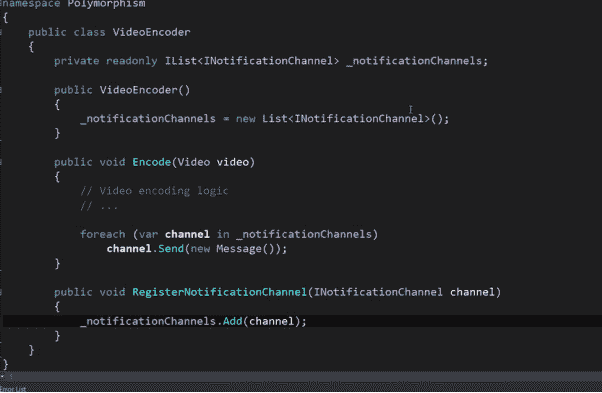 namespace Polymorphism
{
    public class VideoEncoder
    {
        private readonly IList<INotificationChannel> _notificationChannels;

        public VideoEncoder()
        {
            _notificationChannels = new List<INotificationChannel>();
        }

        public void Encode(Video video)
        {
            // Video encoding logic
            // ...

            foreach (var channel in _notificationChannels)
                channel.Send(new Message());
        }

        public void RegisterNotificationChannel(INotificationChannel channel)
        {
            _notificationChannels.Add(channel);
        }
    }
}
Error List